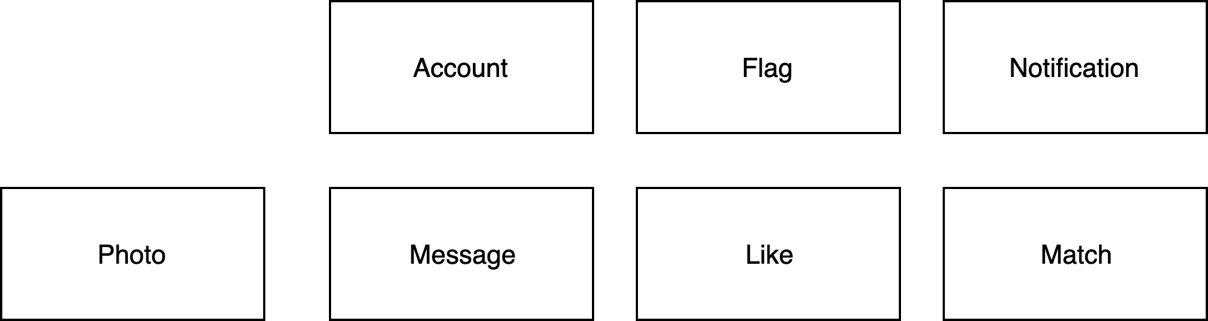 Account
Flag
Notification
Photo
Message
Like
Match